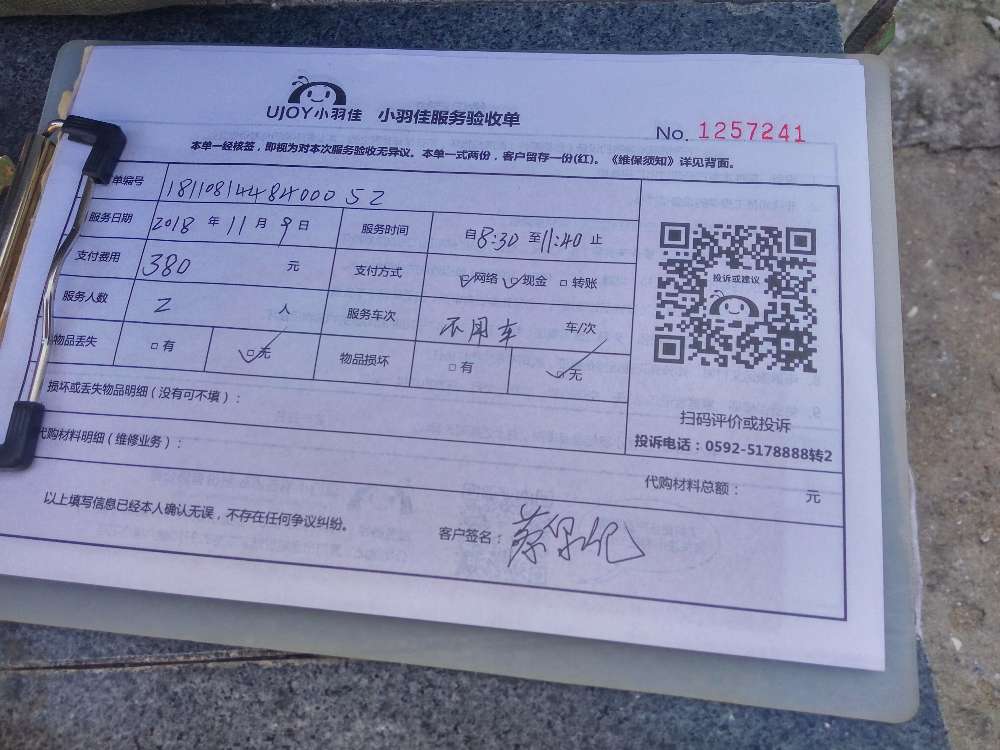 UJOY小羽佳 小羽佳服务验收单
No. 1257241
本单一经核签，即视为对本次服务验收无异议。本单一式两份，客户留存一份(红)。《维保须知》详见背面。
单编号 1811081448400052
服务日期 2018 年 11 月 9 日 服务时间 自 8:30 至 11:40 止
支付费用 380 元 支付方式 ☑网络 ☑现金 □转账
服务人数 2 人 服务车次 不用车 车/次
物品丢失 □有 ☑无 物品损坏 □有 ☑无
损坏或丢失物品明细（没有可不填）：
代购材料明细（维修业务）：
投诉或建议
扫码评价或投诉
投诉电话：0592-5178888转2
代购材料总额： 元
以上填写信息已经本人确认无误，不存在任何争议纠纷。
客户签名：